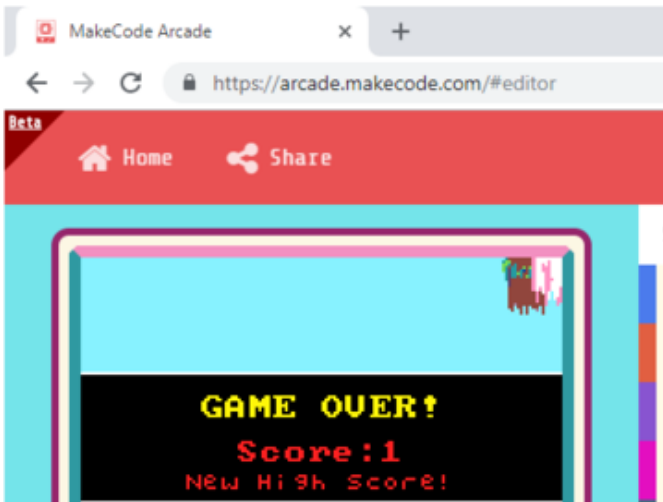 MakeCode Arcade
https://arcade.makecode.com/#editor
Beta
Home Share
GAME OVER!
Score:1
New High Score!